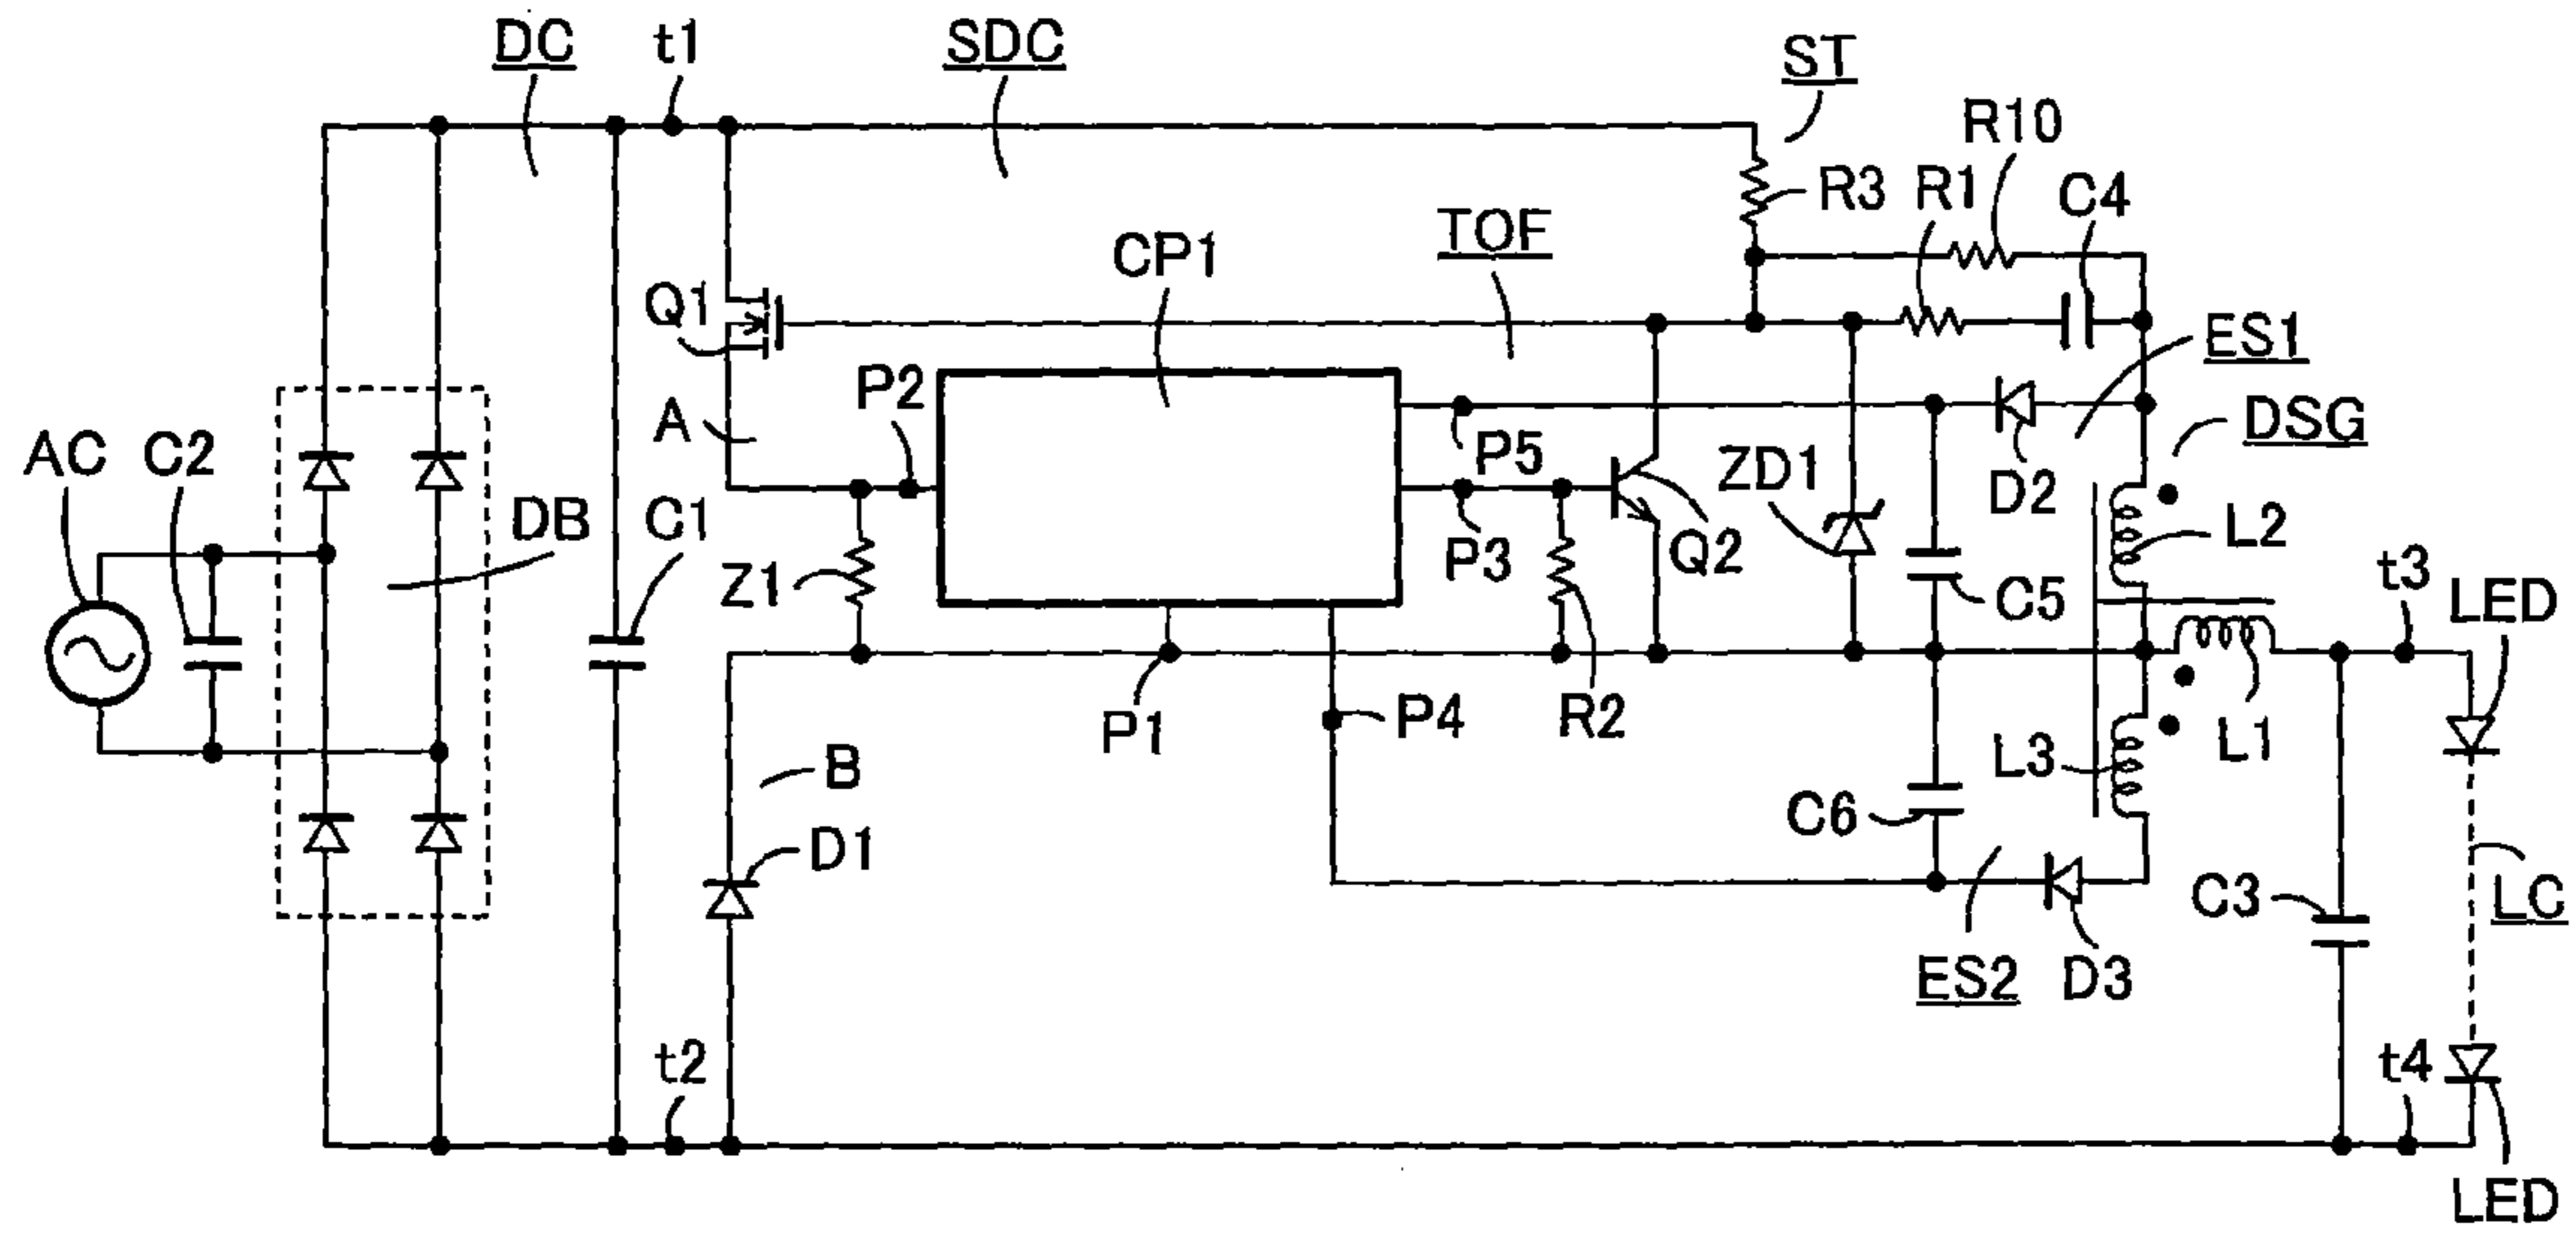 DC
t1
SDC
ST
R10
R3
R1
C4
TOF
CP1
Q1
ES1
P2
A
P5
DSG
AC
C2
ZD1
D2
DB
C1
P3
Q2
L2
Z1
C5
t3
LED
P1
P4
R2
L3
L1
B
C6
D1
C3
LC
ES2
D3
t2
t4
LED